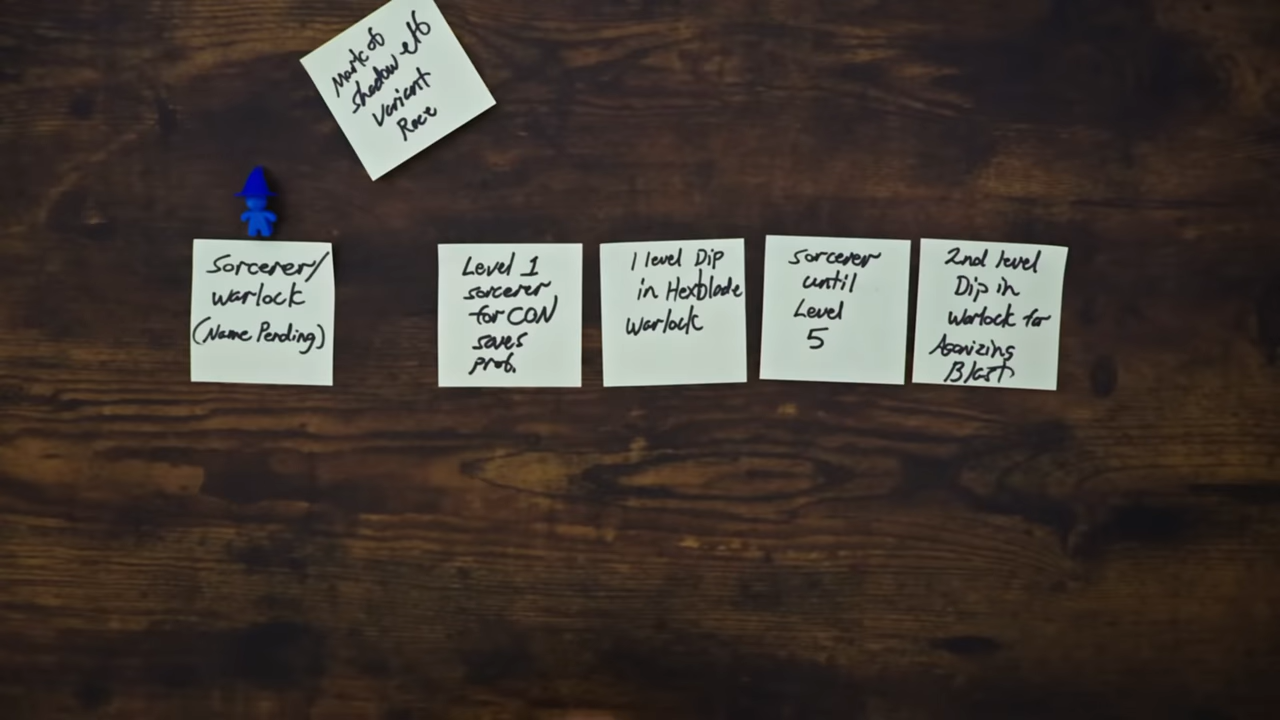 Mark of
shadow elf
variant
Race
Sorcerer/
warlock
(Name Pending)
Level 1
sorcerer
for CON
saves
prof.
1 level Dip
in Hexblade
warlock
sorcerer
until
Level
5
2nd level
Dip in
warlock for
Agonizing
Blast